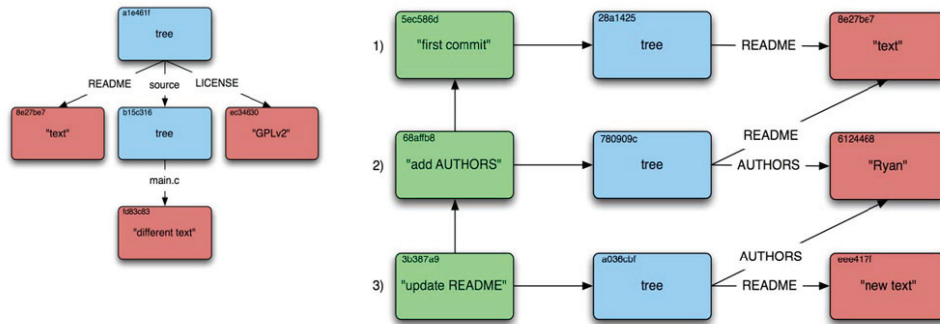 a1e461f
tree
README source LICENSE
8e27be7 b15c316 ec34630
"text" tree "GPLv2"
main.c
fd83c83
"different text"
5ec586d 28a1425 8e27be7
1) "first commit" tree README "text"
README
68affb8 780909c 6124468
2) "add AUTHORS" tree AUTHORS "Ryan"
AUTHORS
3b387a9 a036cbf eee417f
3) "update README" tree README "new text"